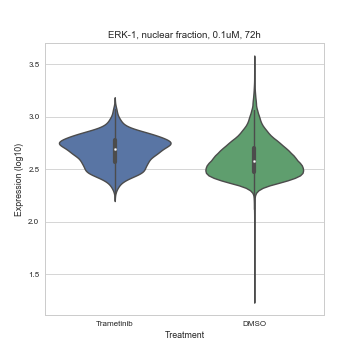 ERK-1, nuclear fraction, 0.1uM, 72h
3.5
3.0
2.5
2.0
1.5
Expression (log10)
Trametinib
DMSO
Treatment